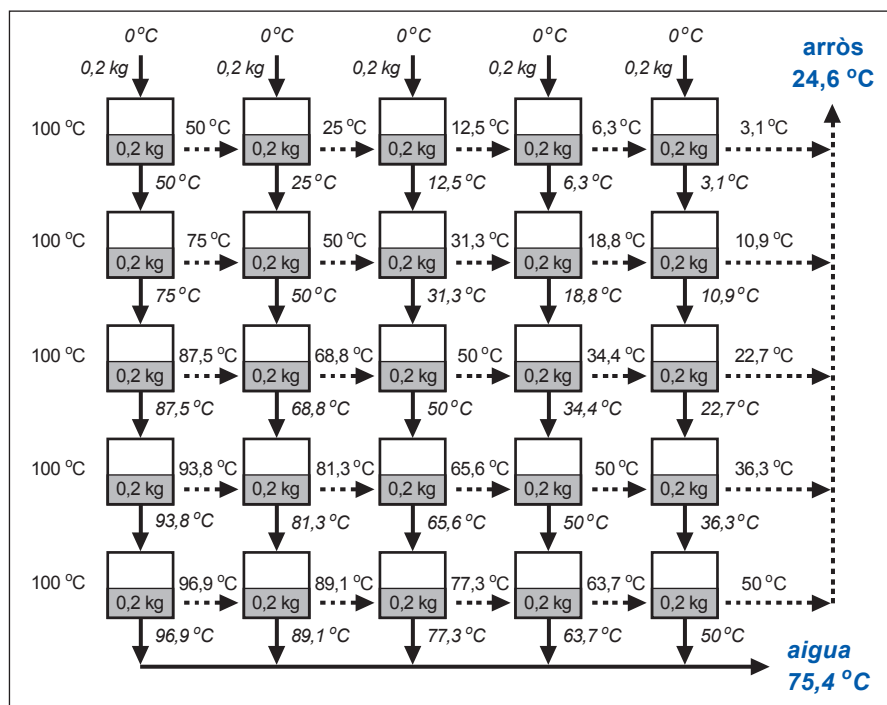 0 °C 0 °C 0 °C 0 °C 0 °C
0,2 kg 0,2 kg 0,2 kg 0,2 kg 0,2 kg
arròs
24,6 °C
100 °C 50 °C 25 °C 12,5 °C 6,3 °C 3,1 °C
0,2 kg 0,2 kg 0,2 kg 0,2 kg 0,2 kg
50 °C 25 °C 12,5 °C 6,3 °C 3,1 °C
100 °C 75 °C 50 °C 31,3 °C 18,8 °C 10,9 °C
0,2 kg 0,2 kg 0,2 kg 0,2 kg 0,2 kg
75 °C 50 °C 31,3 °C 18,8 °C 10,9 °C
100 °C 87,5 °C 68,8 °C 50 °C 34,4 °C 22,7 °C
0,2 kg 0,2 kg 0,2 kg 0,2 kg 0,2 kg
87,5 °C 68,8 °C 50 °C 34,4 °C 22,7 °C
100 °C 93,8 °C 81,3 °C 65,6 °C 50 °C 36,3 °C
0,2 kg 0,2 kg 0,2 kg 0,2 kg 0,2 kg
93,8 °C 81,3 °C 65,6 °C 50 °C 36,3 °C
100 °C 96,9 °C 89,1 °C 77,3 °C 63,7 °C 50 °C
0,2 kg 0,2 kg 0,2 kg 0,2 kg 0,2 kg
96,9 °C 89,1 °C 77,3 °C 63,7 °C 50 °C
aigua
75,4 °C